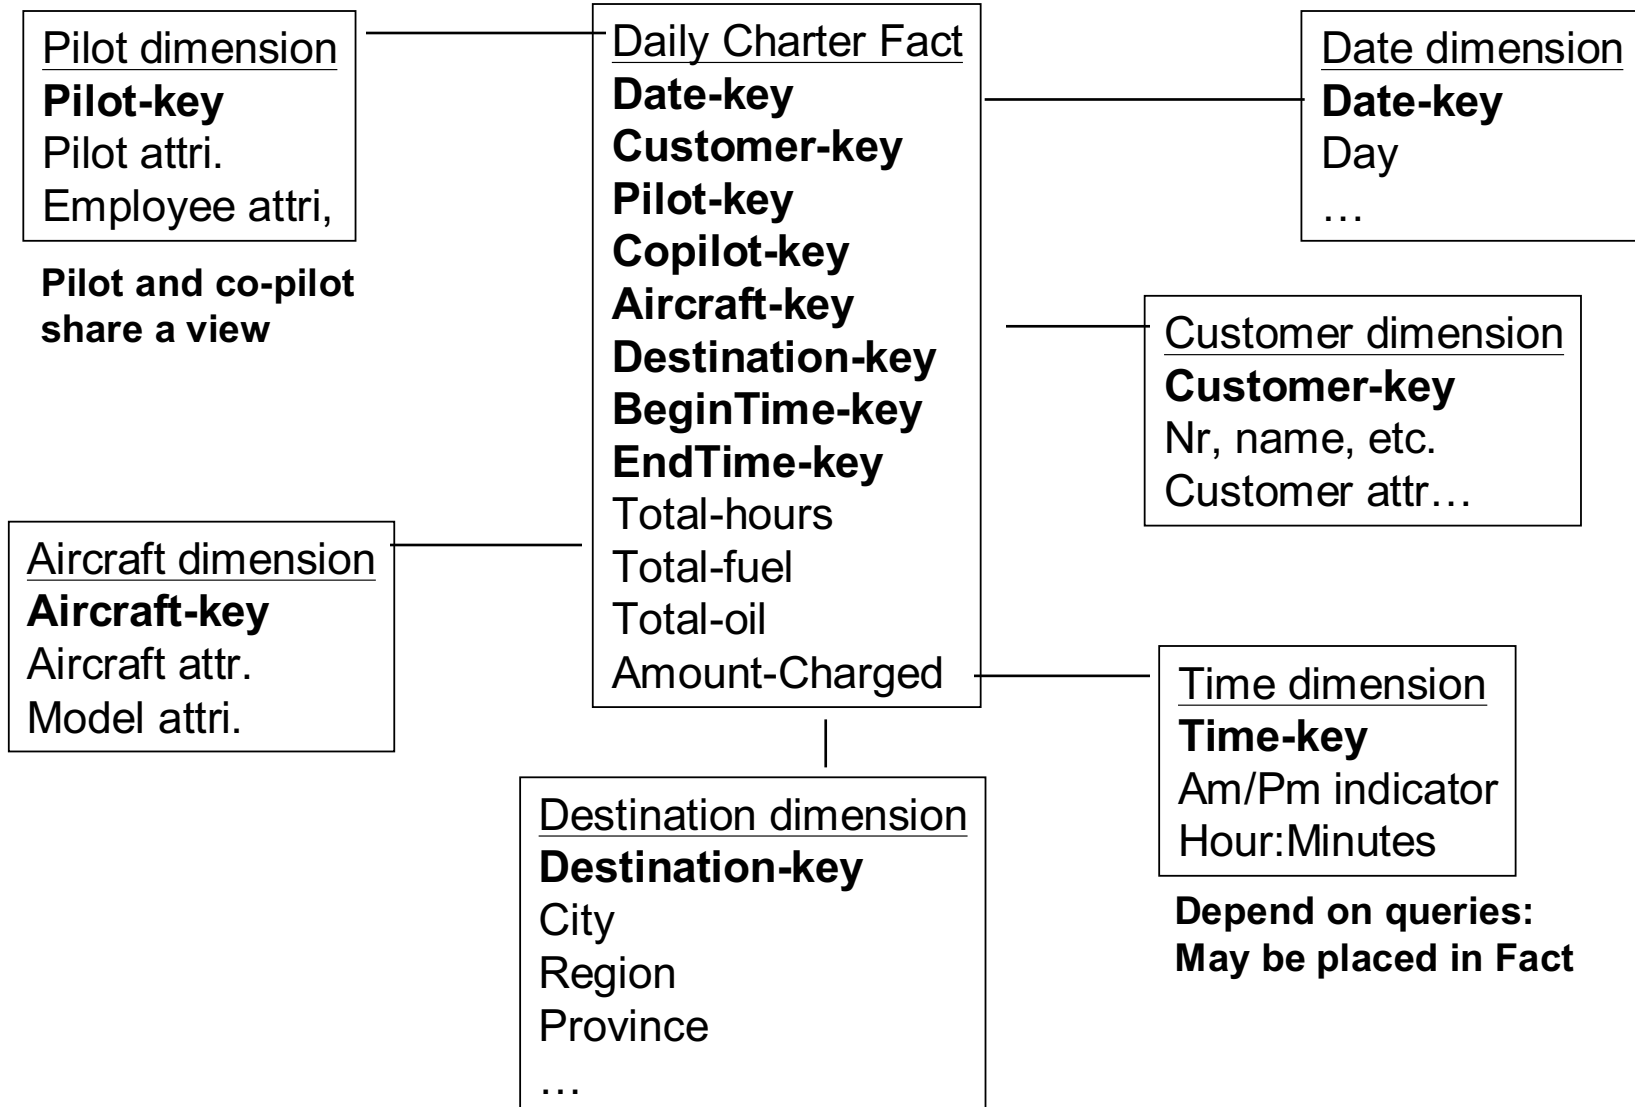 Pilot dimension
Pilot-key
Pilot attri.
Employee attri,
Pilot and co-pilot
share a view
Daily Charter Fact
Date-key
Customer-key
Pilot-key
Copilot-key
Aircraft-key
Destination-key
BeginTime-key
EndTime-key
Total-hours
Total-fuel
Total-oil
Amount-Charged
Date dimension
Date-key
Day
…
Customer dimension
Customer-key
Nr, name, etc.
Customer attr…
Aircraft dimension
Aircraft-key
Aircraft attr.
Model attri.
Time dimension
Time-key
Am/Pm indicator
Hour:Minutes
Depend on queries:
May be placed in Fact
Destination dimension
Destination-key
City
Region
Province
…